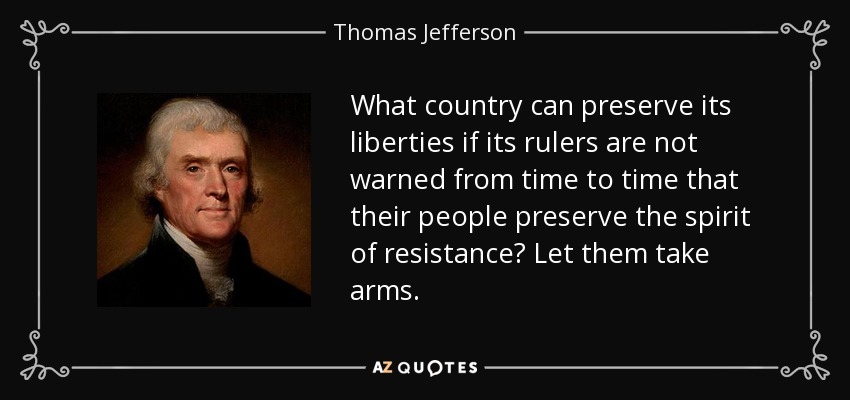 Thomas Jefferson
What country can preserve its
liberties if its rulers are not
warned from time to time that
their people preserve the spirit
of resistance? Let them take
arms.
AZ QUOTES